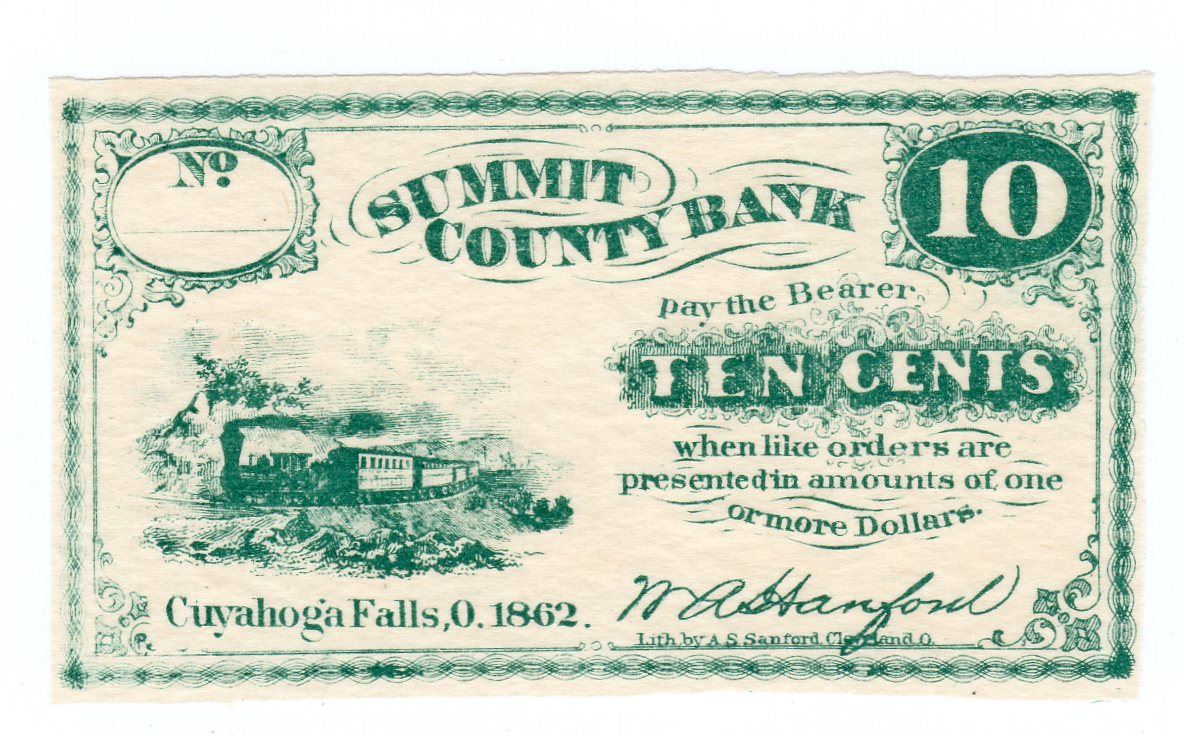 No.
SUMMIT
COUNTY BANK
10
pay the Bearer
TEN CENTS
when like orders are
presented in amounts of one
or more Dollars.
Cuyahoga Falls, O. 1862.
W A Hanford
Lith. by A. S. Sanford, Cleveland, O.